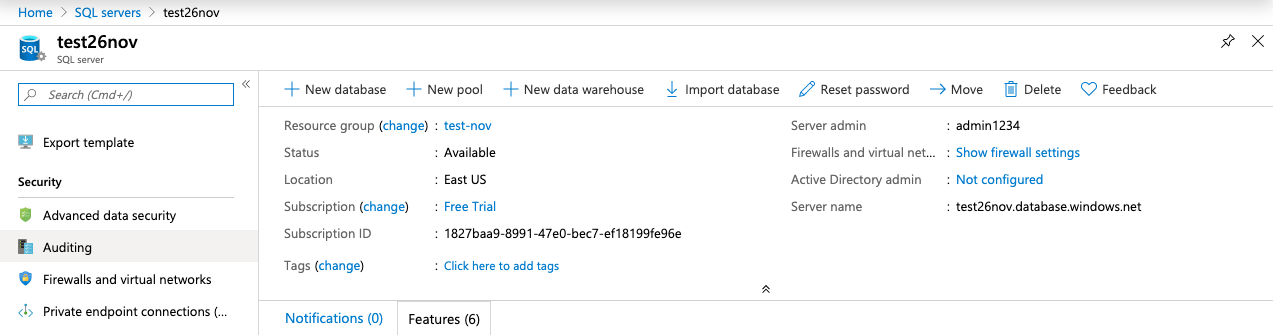 Home > SQL servers > test26nov
test26nov
SQL
SQL server
Search (Cmd+/)
«
Export template
Security
Advanced data security
Auditing
Firewalls and virtual networks
Private endpoint connections (...
+ New database + New pool + New data warehouse Import database Reset password Move Delete Feedback
Resource group (change) : test-nov
Status : Available
Location : East US
Subscription (change) : Free Trial
Subscription ID : 1827baa9-8991-47e0-bec7-ef18199fe96e
Tags (change) : Click here to add tags
Server admin : admin1234
Firewalls and virtual net... : Show firewall settings
Active Directory admin : Not configured
Server name : test26nov.database.windows.net
Notifications (0) Features (6)